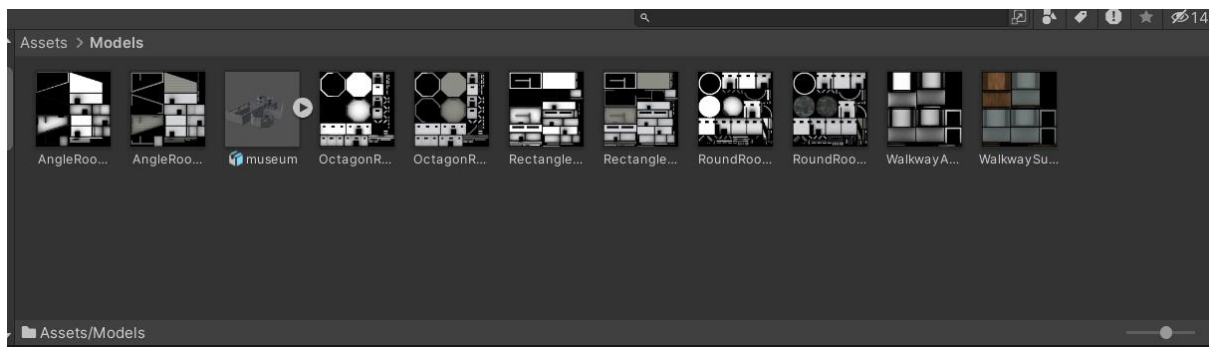 14
Assets > Models
AngleRoo...
AngleRoo...
museum
OctagonR...
OctagonR...
Rectangle...
Rectangle...
RoundRoo...
RoundRoo...
WalkwayA...
WalkwaySu...
Assets/Models